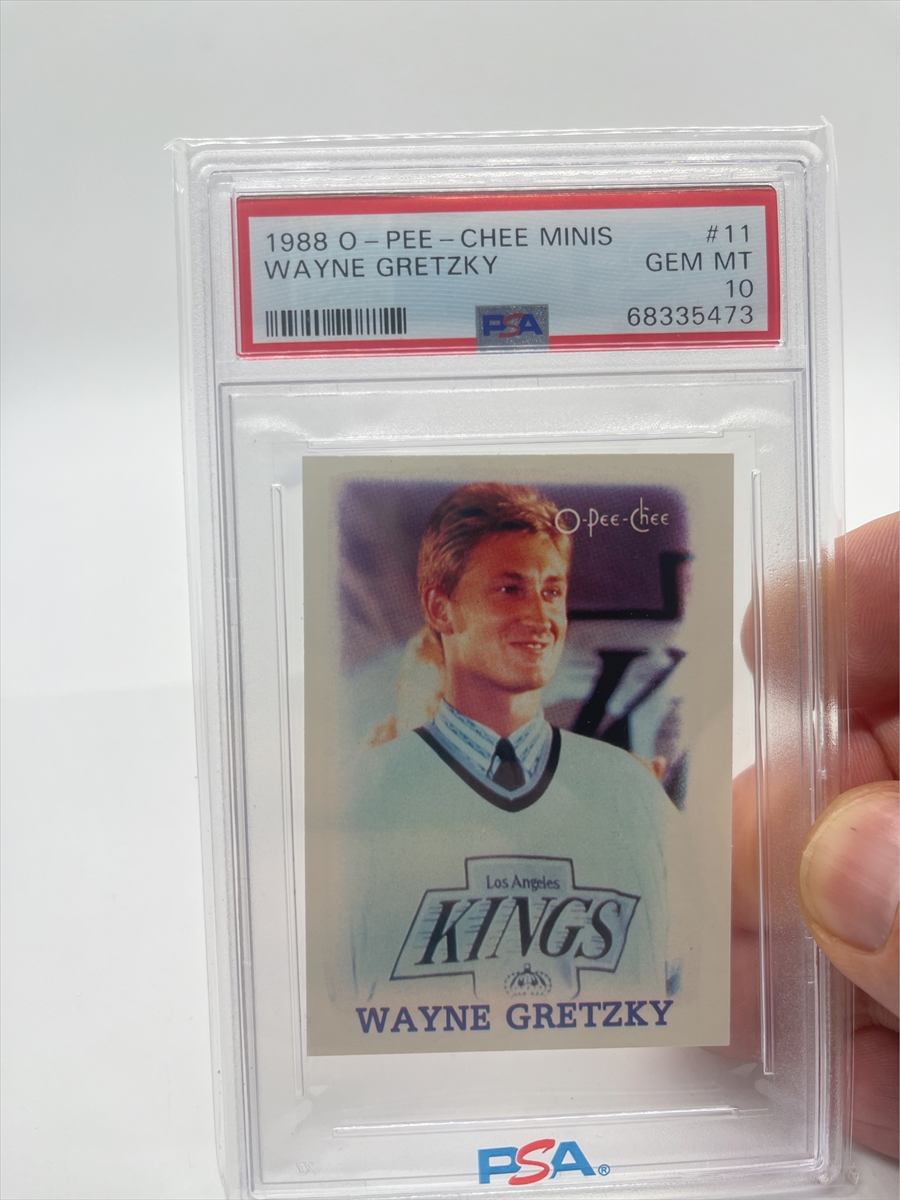 1988 O-PEE-CHEE MINIS #11
WAYNE GRETZKY GEM MT
10
PSA 68335473
O-Pee-Chee
K
Los Angeles
KINGS
WAYNE GRETZKY
PSA®